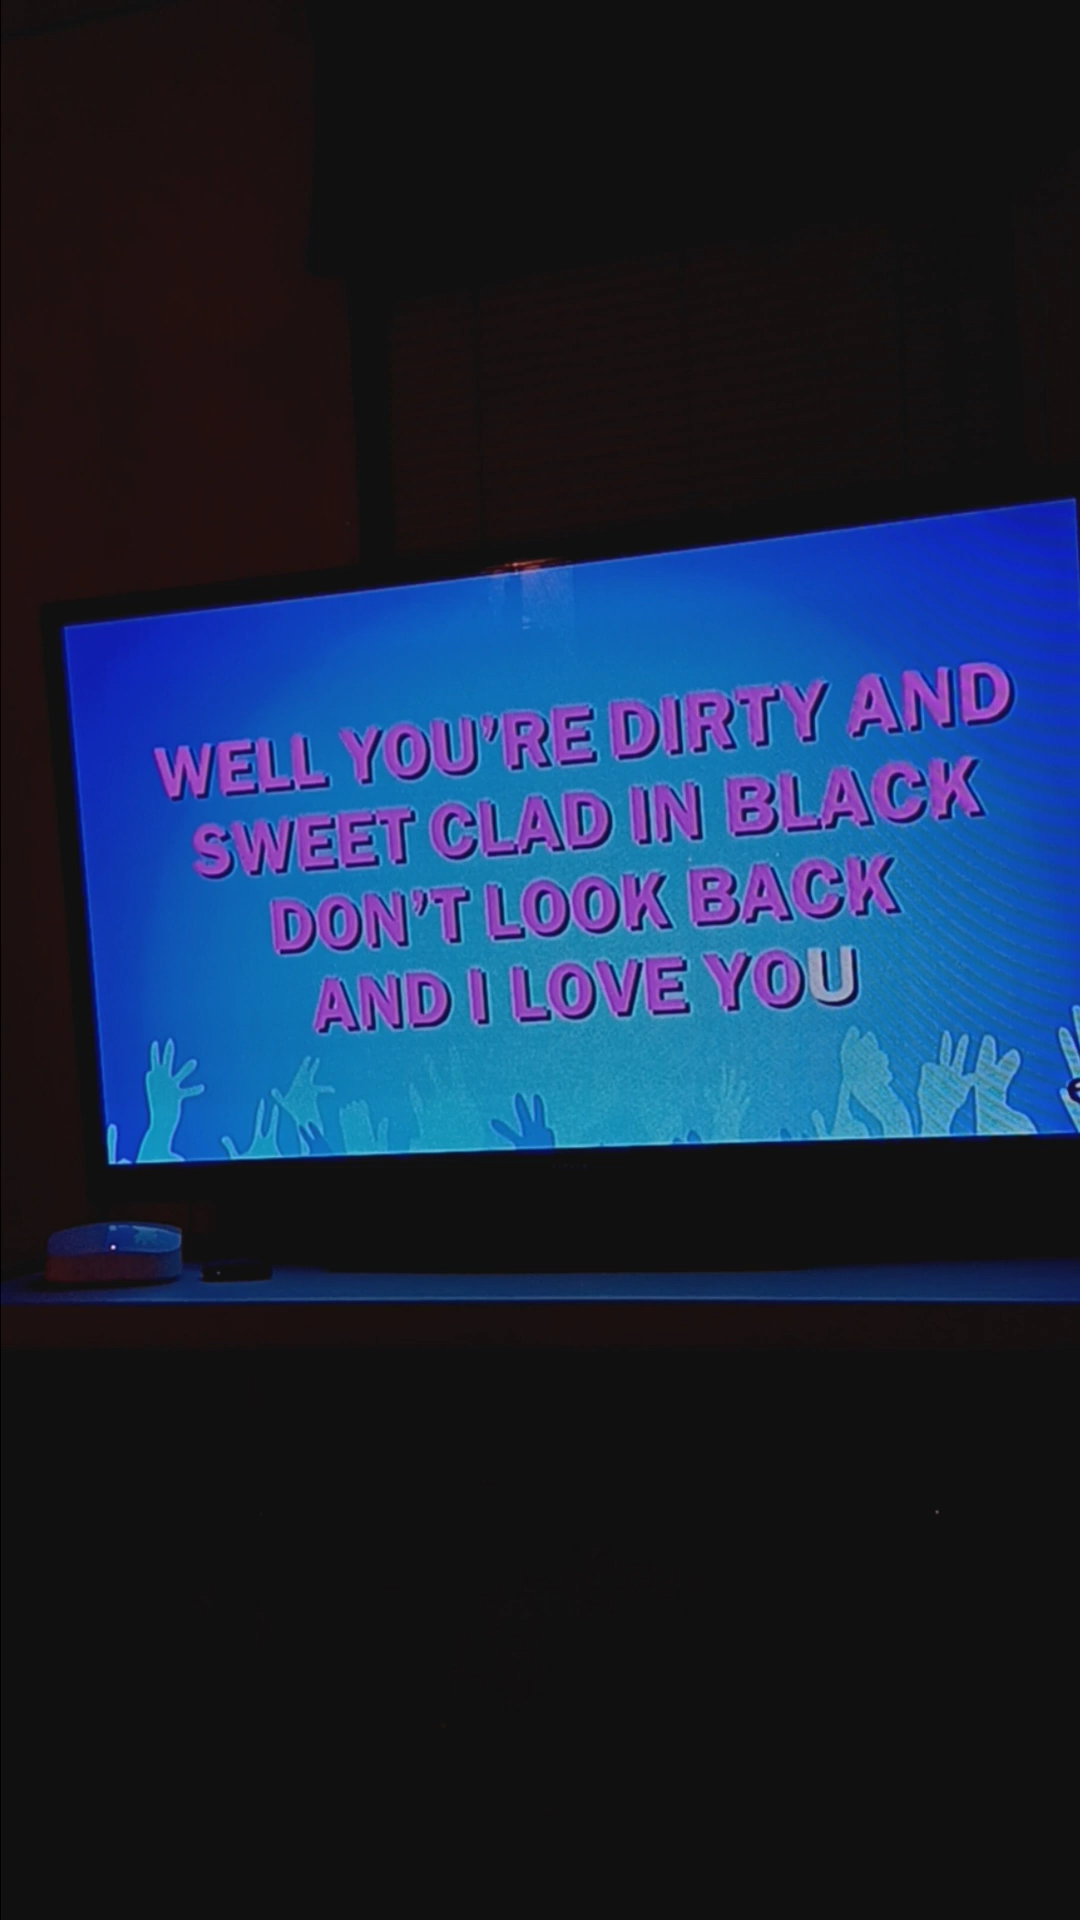 WELL YOU'RE DIRTY AND
SWEET CLAD IN BLACK
DON'T LOOK BACK
AND I LOVE YOU